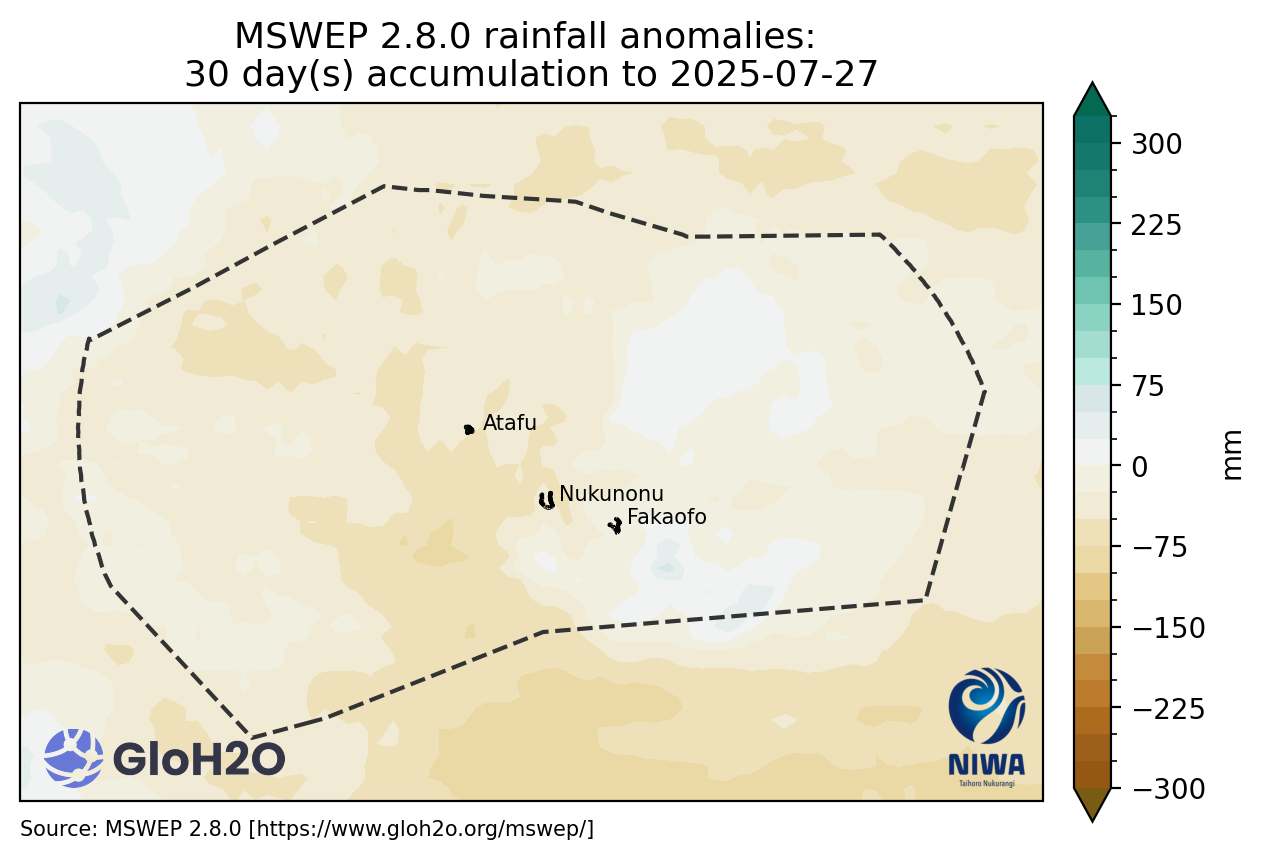 MSWEP 2.8.0 rainfall anomalies:
30 day(s) accumulation to 2025-07-27
300
225
150
75
0
−75
−150
−225
−300
mm
Atafu
Nukunonu
Fakaofo
GloH2O
NIWA
Taihoro Nukurangi
Source: MSWEP 2.8.0 [https://www.gloh2o.org/mswep/]